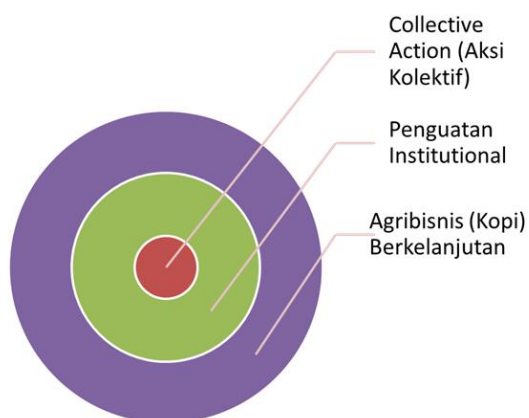 Collective
Action (Aksi
Kolektif)
Penguatan
Institutional
Agribisnis (Kopi)
Berkelanjutan